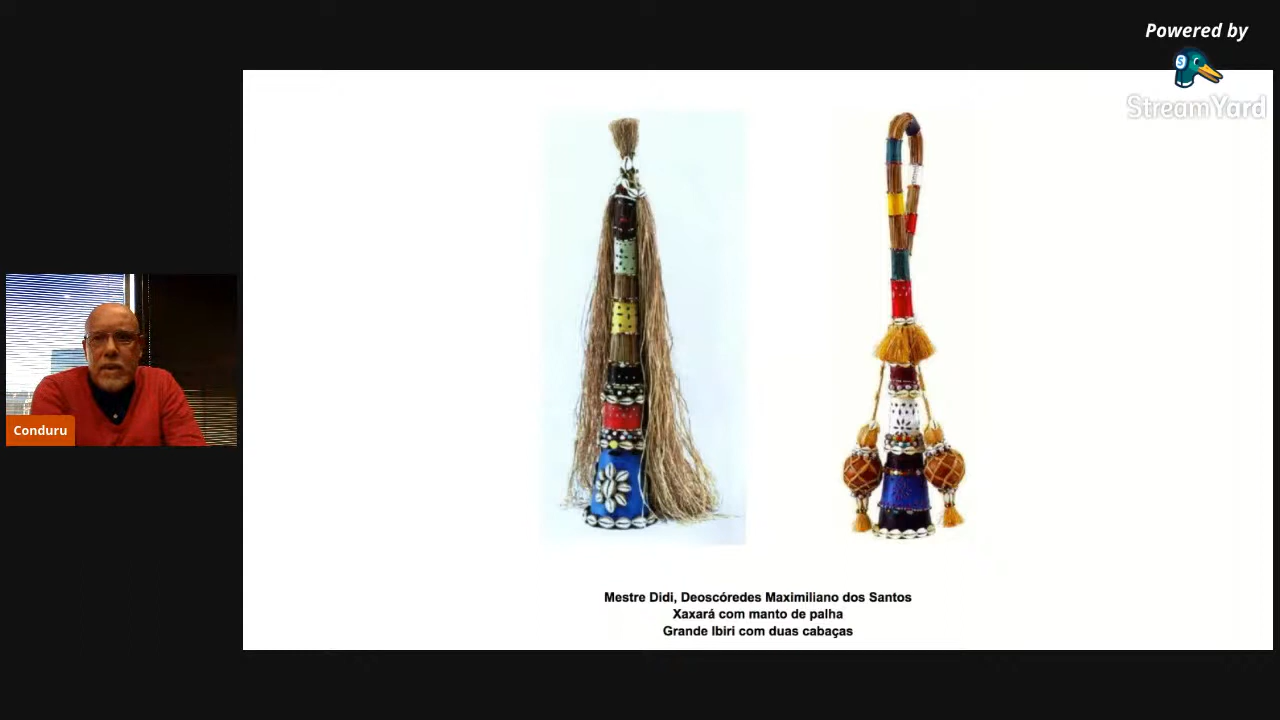 Powered by
StreamYard
Conduru
Mestre Didi, Deoscóredes Maximiliano dos Santos
Xaxará com manto de palha
Grande Ibiri com duas cabaças